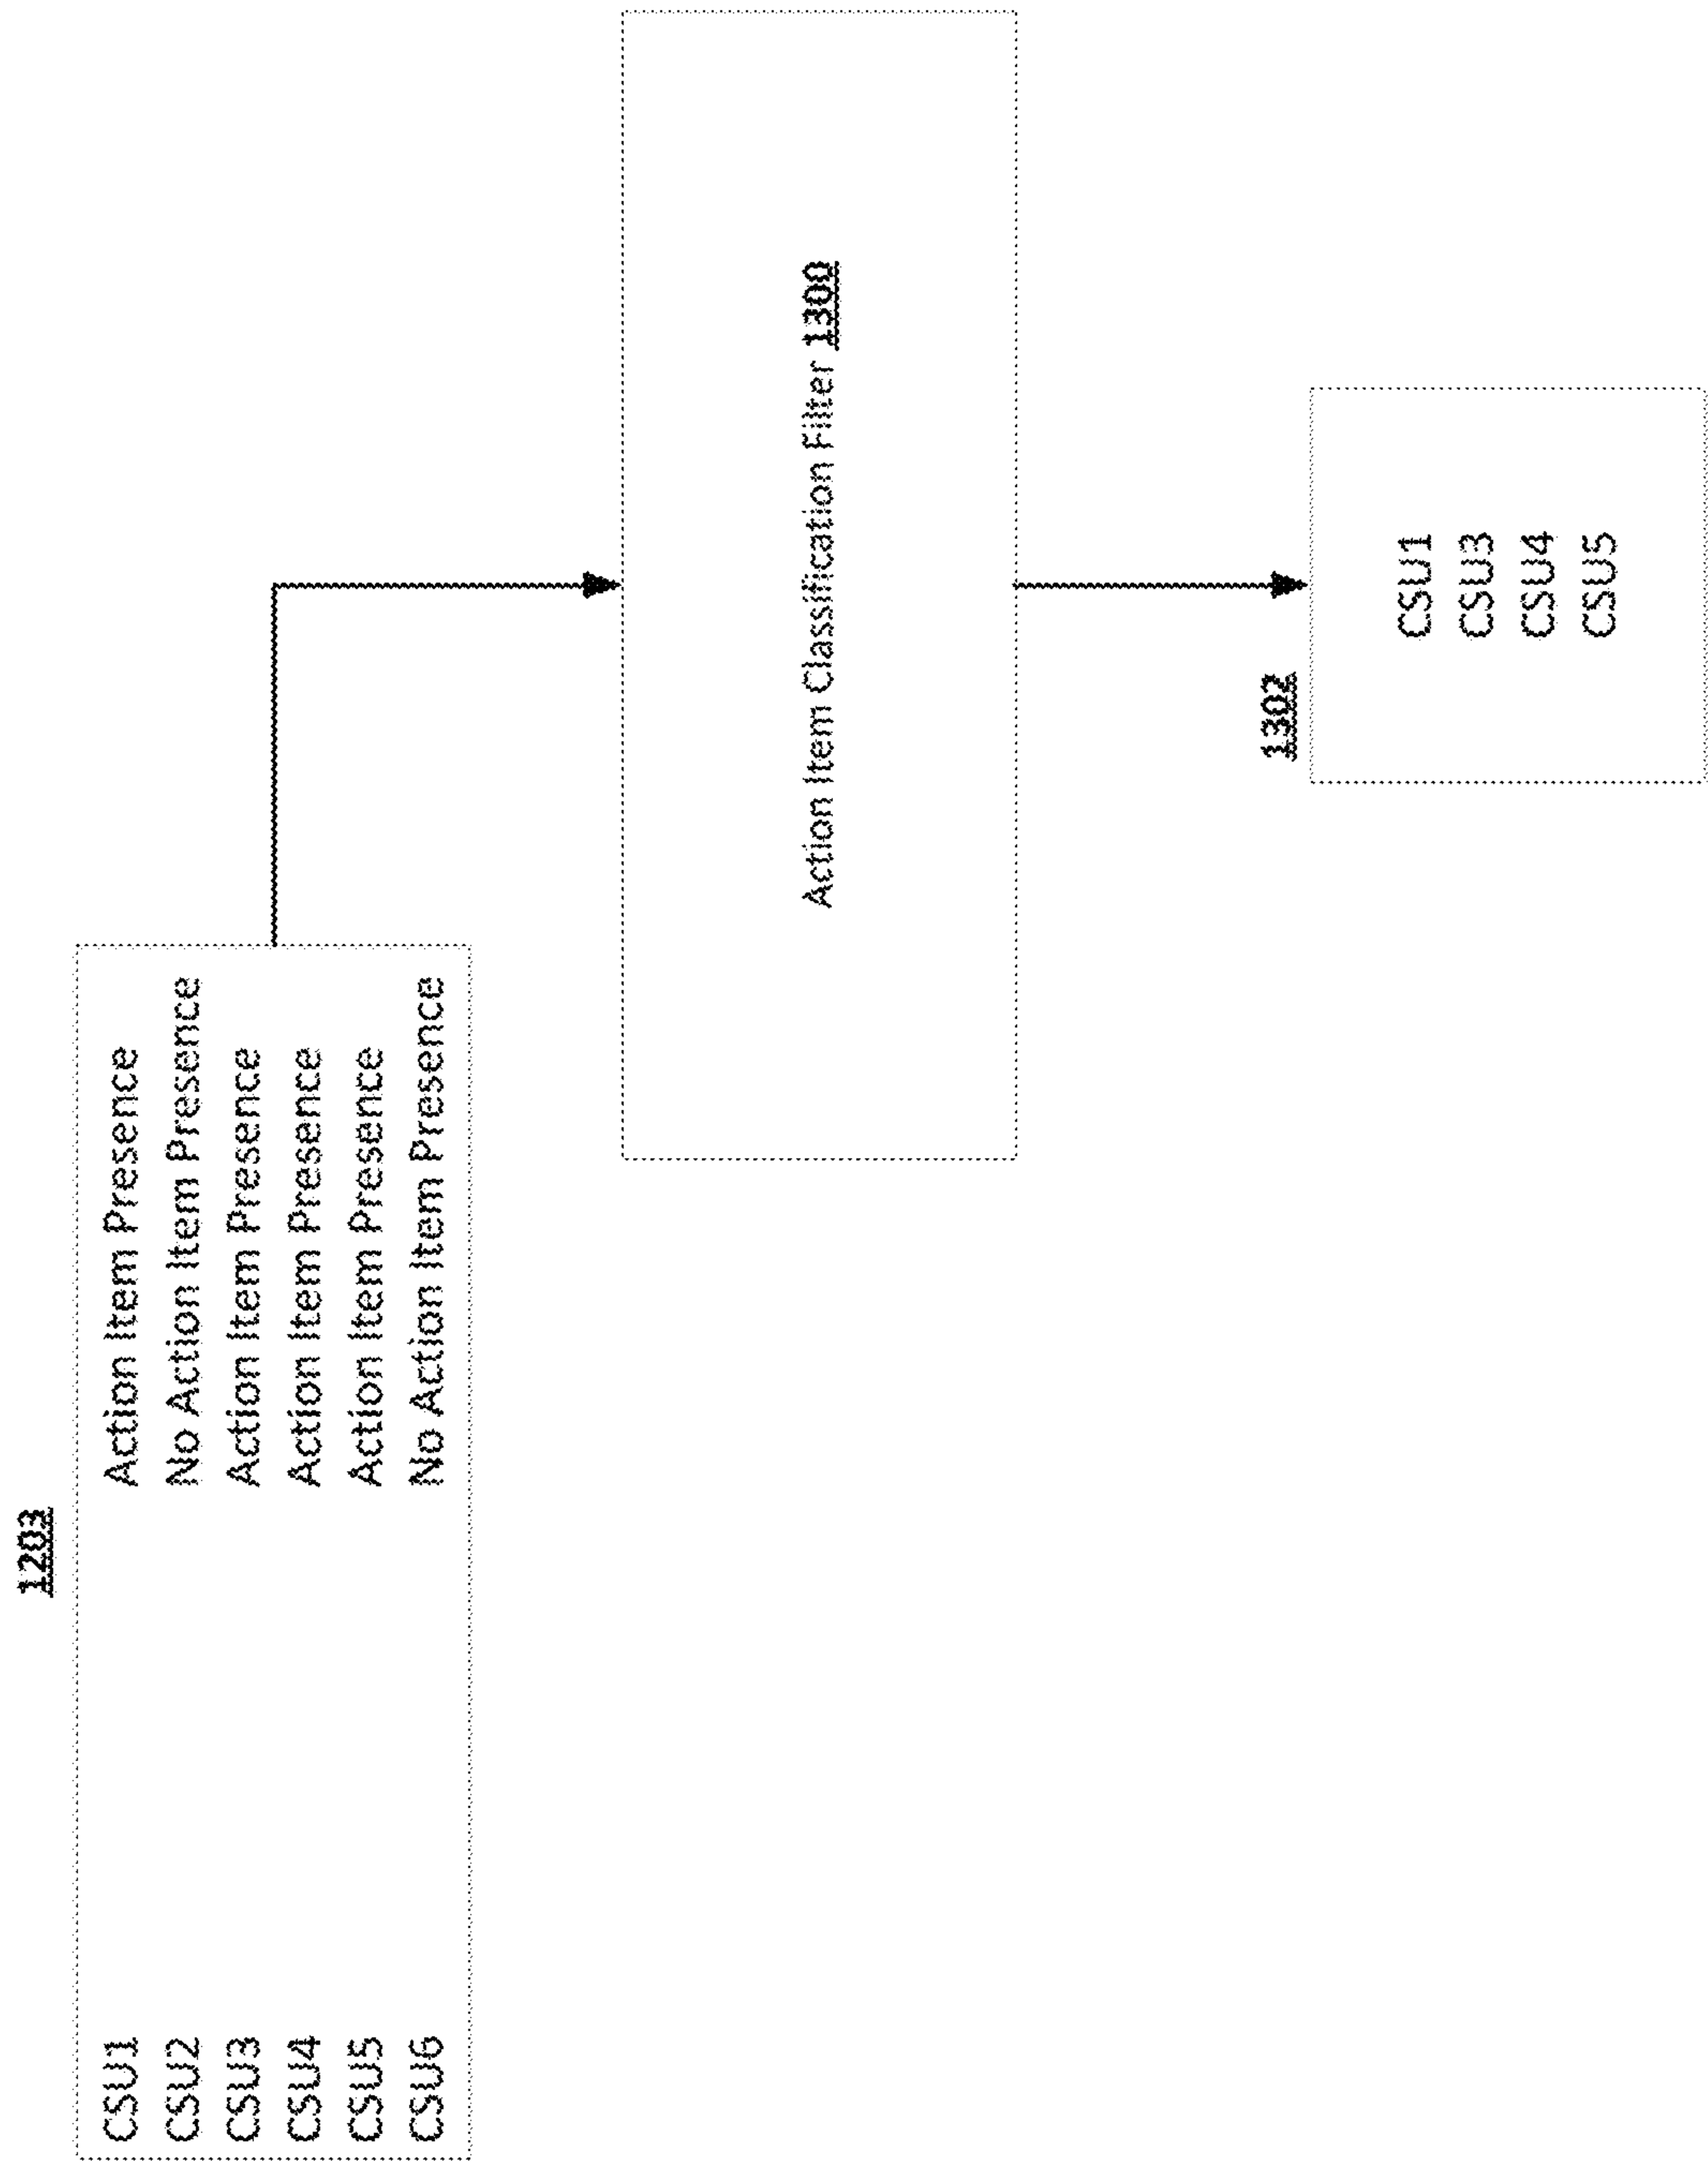 1203
CSU1 Action Item Presence
CSU2 No Action Item Presence
CSU3 Action Item Presence
CSU4 Action Item Presence
CSU5 Action Item Presence
CSU6 No Action Item Presence
Action Item Classification Filter 1300
1302
CSU1
CSU3
CSU4
CSU5